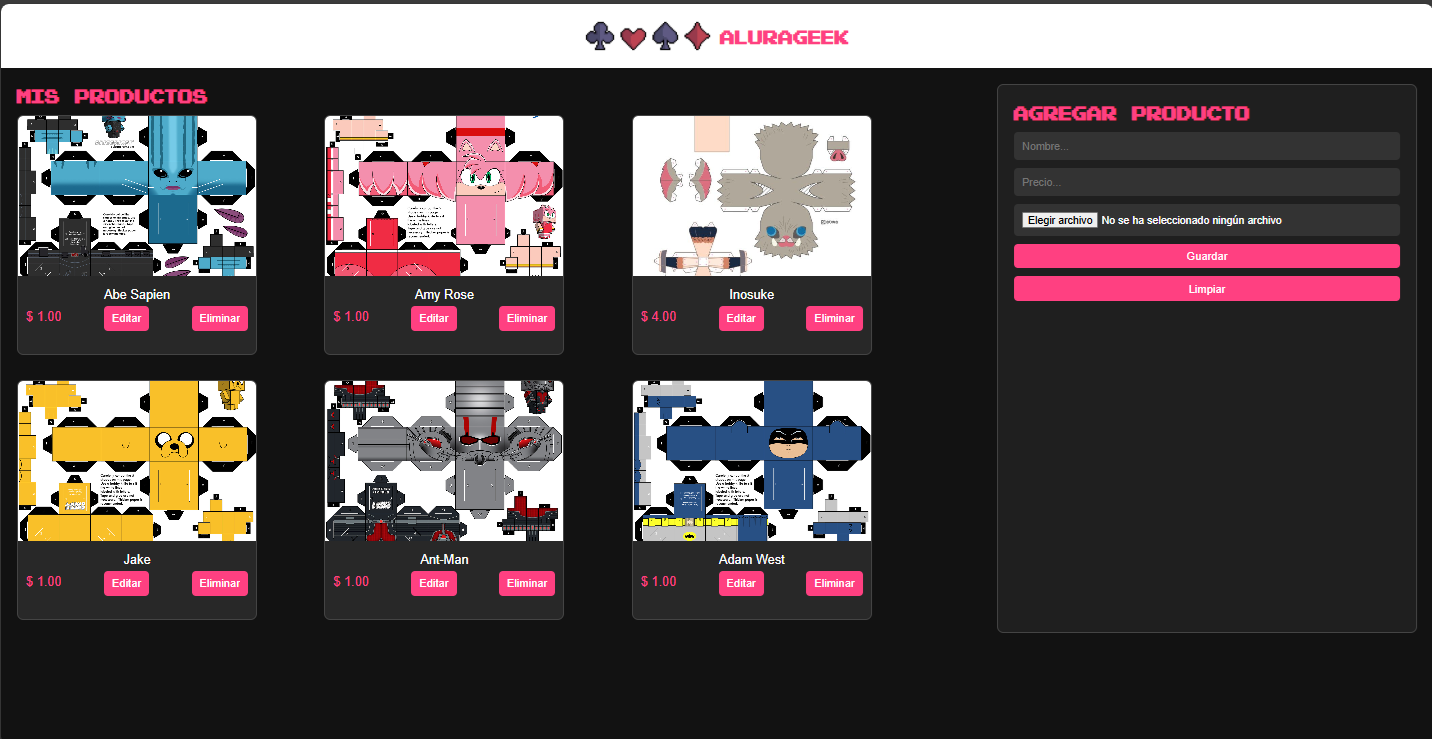 ALURAGEEK
MIS PRODUCTOS
Abe Sapien
$ 1.00
Editar
Eliminar
Amy Rose
$ 1.00
Editar
Eliminar
Inosuke
$ 4.00
Editar
Eliminar
Jake
$ 1.00
Editar
Eliminar
Ant-Man
$ 1.00
Editar
Eliminar
Adam West
$ 1.00
Editar
Eliminar
AGREGAR PRODUCTO
Nombre...
Precio...
Elegir archivo No se ha seleccionado ningún archivo
Guardar
Limpiar